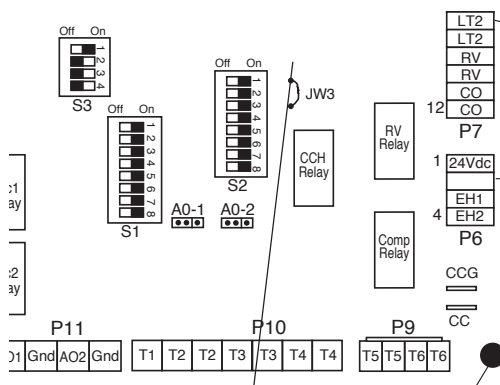 Off On
1
2
3
4
S3
Off On
1
2
3
4
5
6
7
8
S1
Off On
1
2
3
4
5
6
7
8
S2
JW3
CCH
Relay
RV
Relay
Comp
Relay
LT2
LT2
RV
RV
CO
12 CO
P7
1 24Vdc
EH1
4 EH2
P6
CCG
CC
A0-1 A0-2
P11
Gnd AO2 Gnd
P10
T1 T2 T2 T3 T3 T4 T4
P9
T5 T5 T6 T6